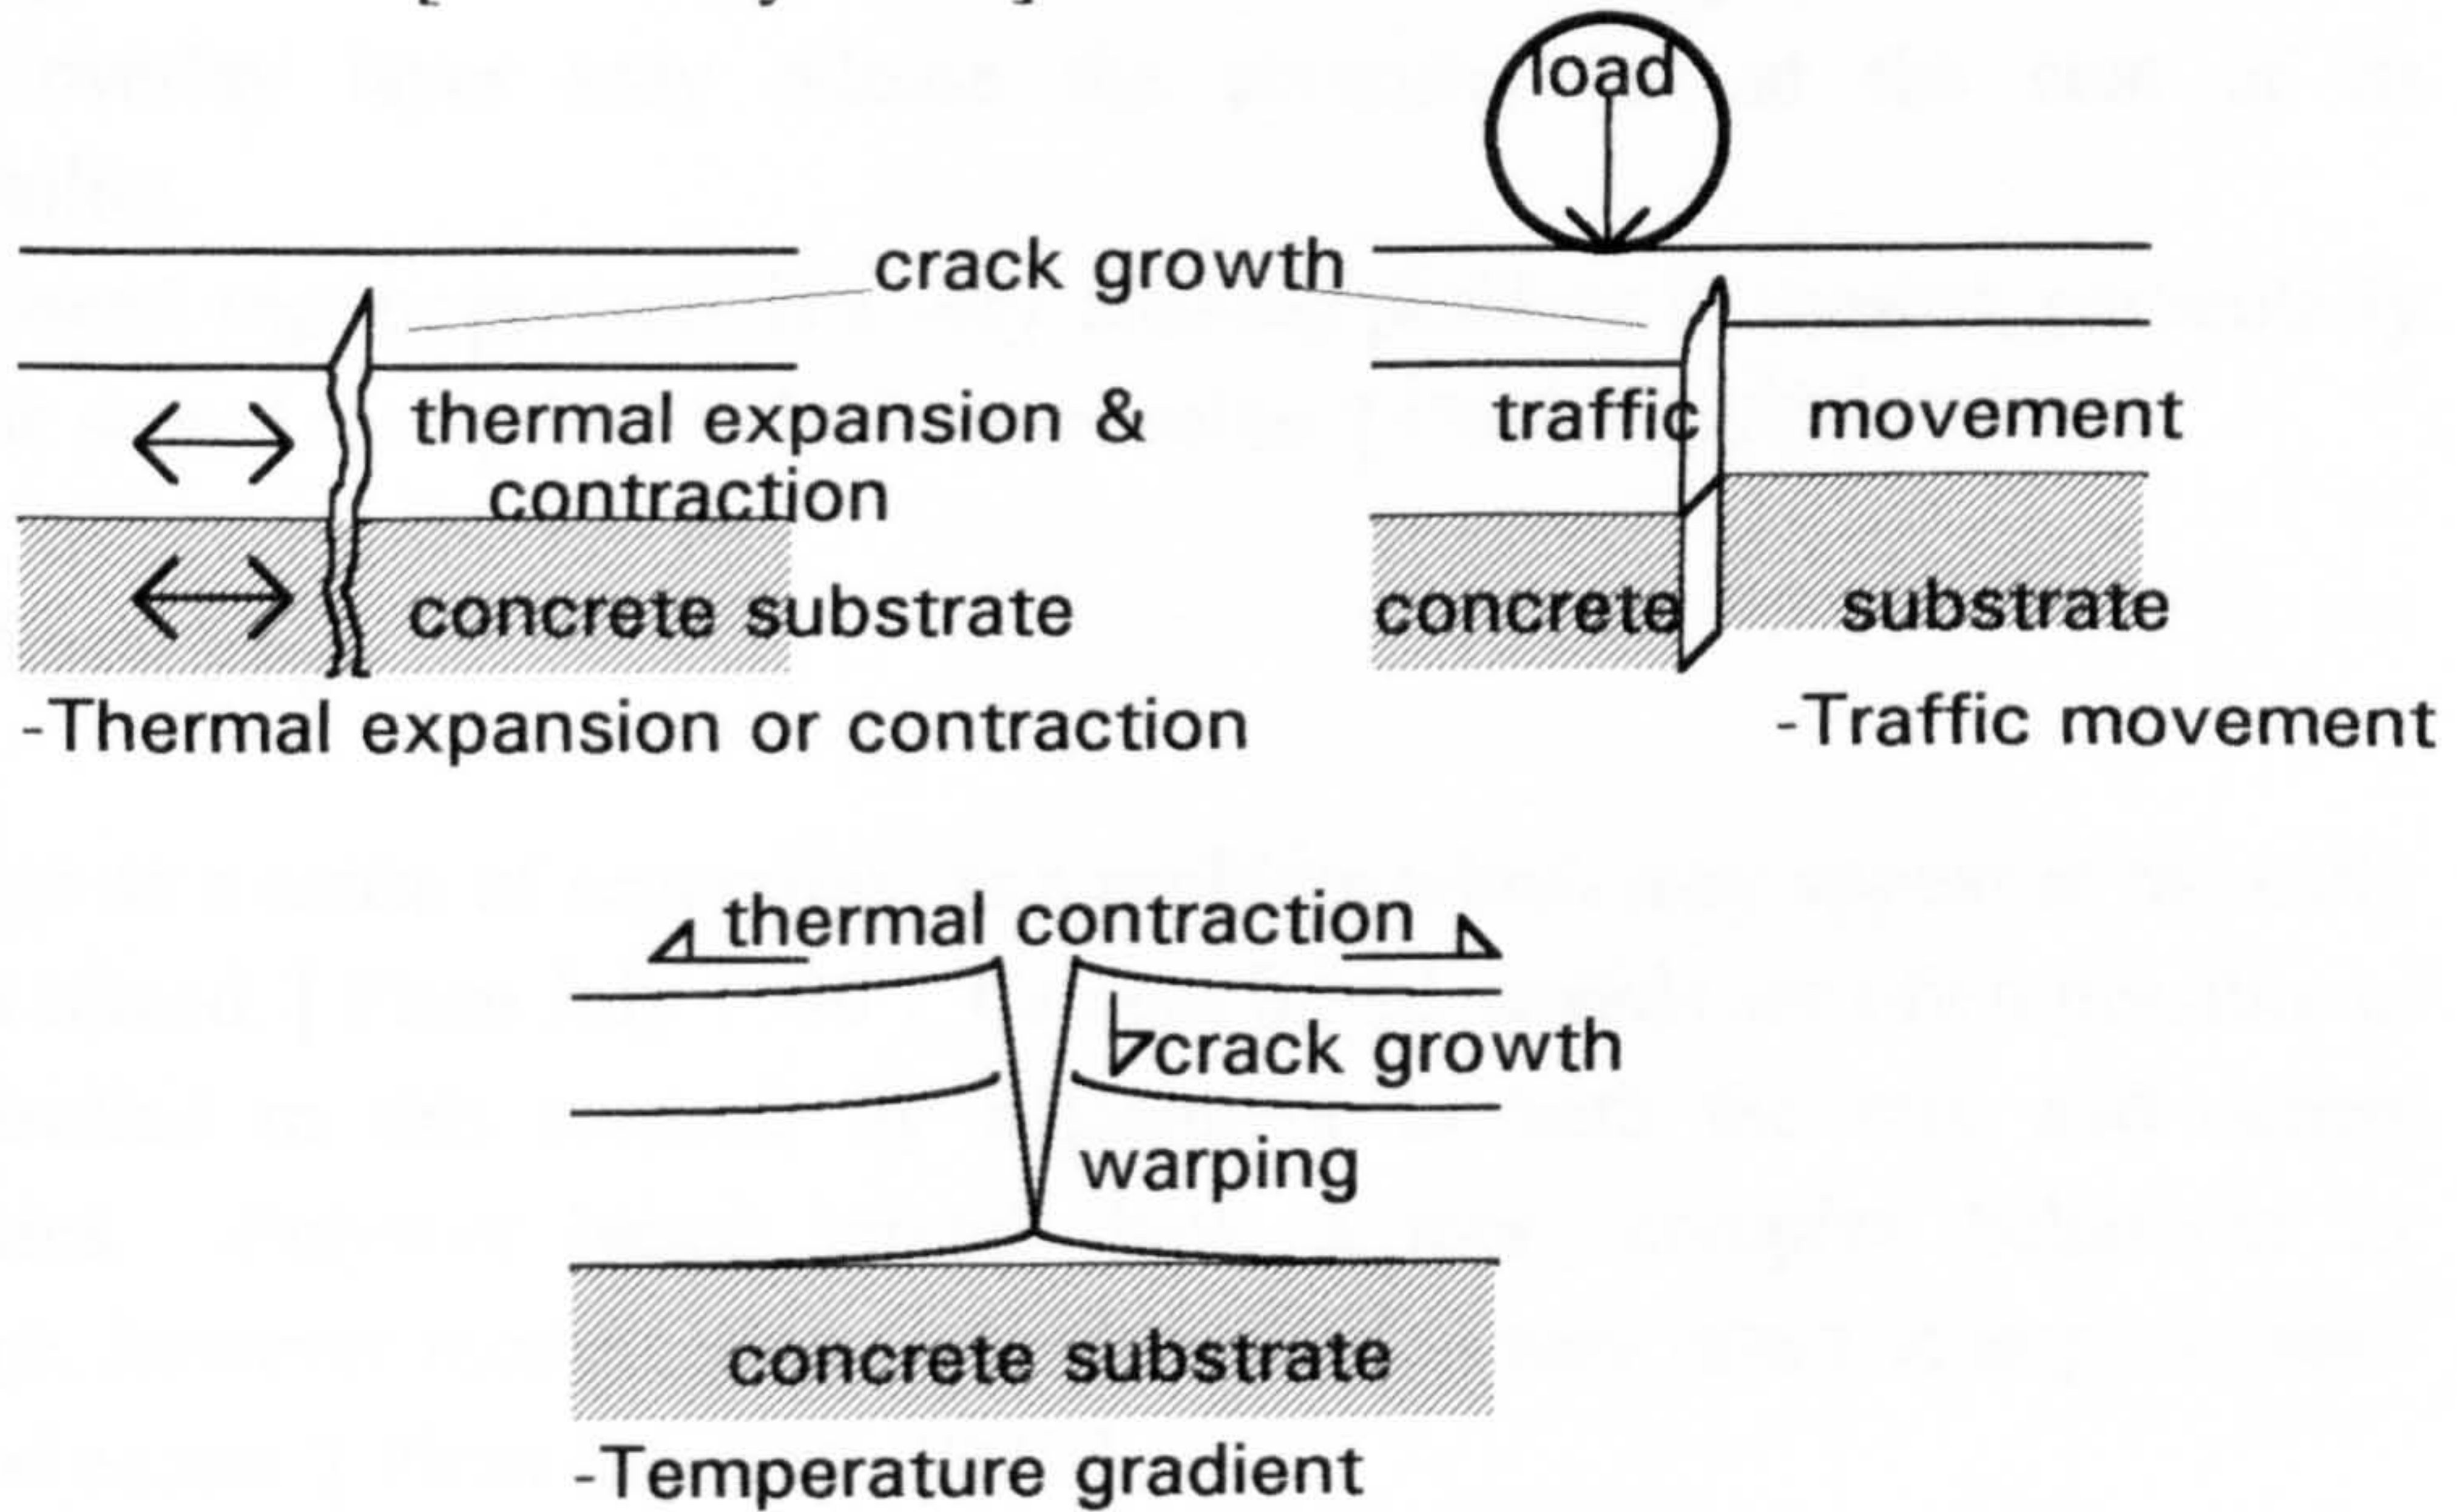 load
crack growth
thermal expansion &
contraction
concrete substrate
-Thermal expansion or contraction
traffic movement
concrete substrate
-Traffic movement
thermal contraction
crack growth
warping
concrete substrate
-Temperature gradient